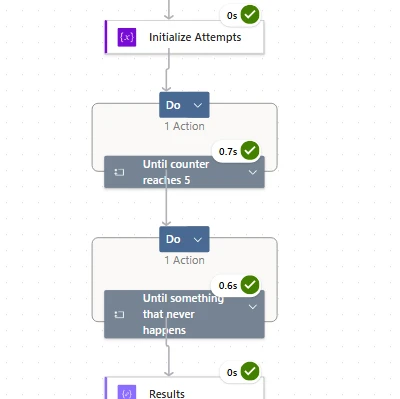 0s
{x} Initialize Attempts
Do
1 Action
0.7s
Until counter
reaches 5
Do
1 Action
0.6s
Until something
that never
happens
0s
Results